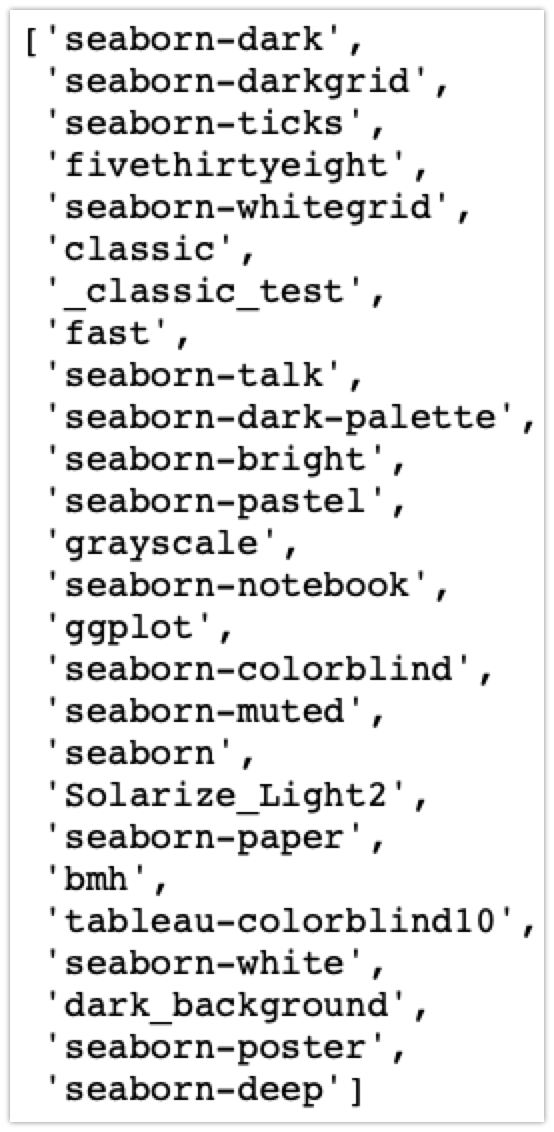 ['seaborn-dark',
'seaborn-darkgrid',
'seaborn-ticks',
'fivethirtyeight',
'seaborn-whitegrid',
'classic',
'_classic_test',
'fast',
'seaborn-talk',
'seaborn-dark-palette',
'seaborn-bright',
'seaborn-pastel',
'grayscale',
'seaborn-notebook',
'ggplot',
'seaborn-colorblind',
'seaborn-muted',
'seaborn',
'Solarize_Light2',
'seaborn-paper',
'bmh',
'tableau-colorblind10',
'seaborn-white',
'dark_background',
'seaborn-poster',
'seaborn-deep']